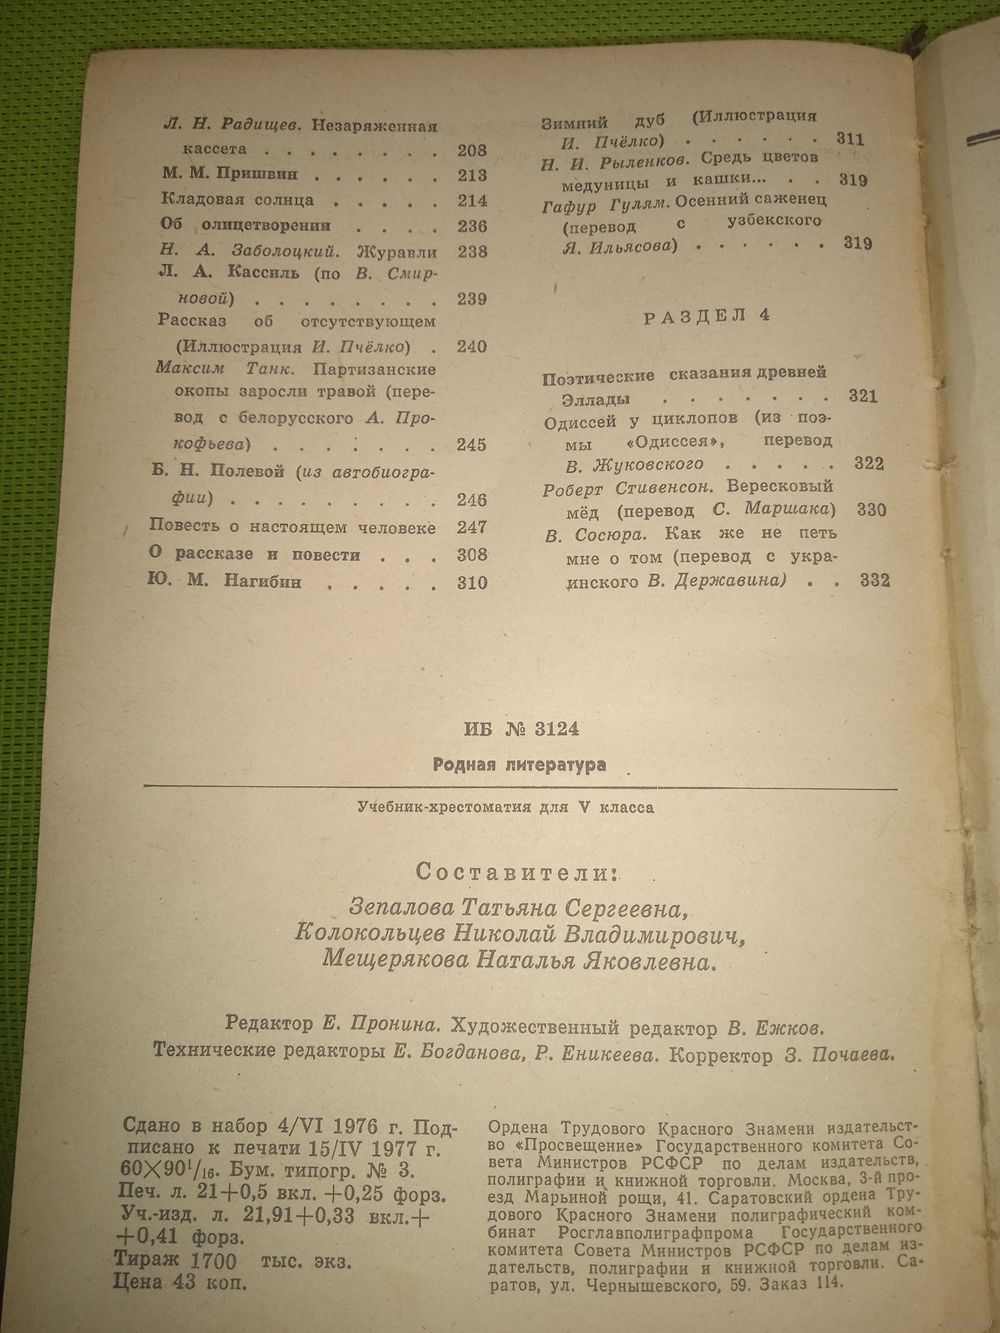 Л. Н. Радищев. Незаряженная
кассета . . . . . . . . 208
М. М. Пришвин . . . . . . 213
Кладовая солнца . . . . . 214
Об олицетворении . . . . 236
Н. А. Заболоцкий. Журавли 238
Л. А. Кассиль (по В. Смир-
новой) . . . . . . . . 239
Рассказ об отсутствующем
(Иллюстрация И. Пчёлко) . 240
Максим Танк. Партизанские
окопы заросли травой (пере-
вод с белорусского А. Про-
кофьева) . . . . . . . 245
Б. Н. Полевой (из автобиогра-
фии) . . . . . . . . . 246
Повесть о настоящем человеке 247
О рассказе и повести . . . 308
Ю. М. Нагибин . . . . . 310
Зимний дуб (Иллюстрация
И. Пчёлко) . . . . . . 311
Н. И. Рыленков. Средь цветов
медуницы и кашки... . . 319
Гафур Гулям. Осенний саженец
(перевод с узбекского
Я. Ильясова) . . . . . . 319
РАЗДЕЛ 4
Поэтические сказания древней
Эллады . . . . . . . 321
Одиссей у циклопов (из поэ-
мы «Одиссея», перевод
В. Жуковского . . . . . 322
Роберт Стивенсон. Вересковый
мёд (перевод С. Маршака) 330
В. Сосюра. Как же не петь
мне о том (перевод с укра-
инского В. Державина) . . 332
ИБ № 3124
Родная литература
Учебник-хрестоматия для V класса
Составители:
Зепалова Татьяна Сергеевна,
Колокольцев Николай Владимирович,
Мещерякова Наталья Яковлевна.
Редактор Е. Пронина. Художественный редактор В. Ежков.
Технические редакторы Е. Богданова, Р. Еникеева. Корректор З. Почаева.
Сдано в набор 4/VI 1976 г. Под-
писано к печати 15/IV 1977 г.
60×90¹/₁₆. Бум. типогр. № 3.
Печ. л. 21+0,5 вкл. +0,25 форз.
Уч.-изд. л. 21,91+0,33 вкл.+
+0,41 форз.
Тираж 1700 тыс. экз.
Цена 43 коп.
Ордена Трудового Красного Знамени издательст-
во «Просвещение» Государственного комитета Со-
вета Министров РСФСР по делам издательств,
полиграфии и книжной торговли. Москва, 3-й про-
езд Марьиной рощи, 41. Саратовский ордена Тру-
дового Красного Знамени полиграфический ком-
бинат Росглавполиграфпрома Государственного
комитета Совета Министров РСФСР по делам из-
дательств, полиграфии и книжной торговли. Са-
ратов, ул. Чернышевского, 59. Заказ 114.